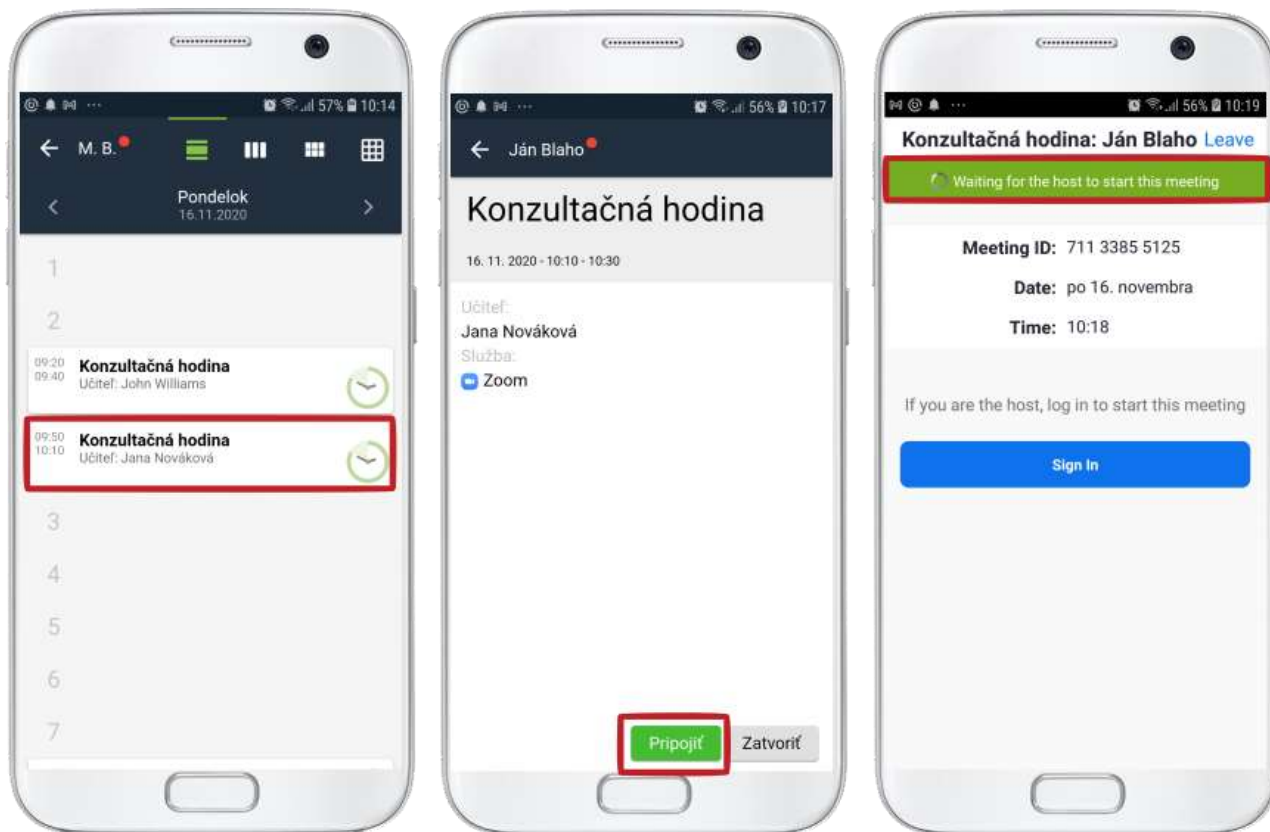 57% 10:14
M. B.
Pondelok
16.11.2020
1
2
09:20
09:40
Konzultačná hodina
Učiteľ: John Williams
09:50
10:10
Konzultačná hodina
Učiteľ: Jana Nováková
3
4
5
6
7
56% 10:17
Ján Blaho
Konzultačná hodina
16. 11. 2020 - 10:10 - 10:30
Učiteľ:
Jana Nováková
Služba:
Zoom
Pripojiť
Zatvoriť
56% 10:19
Konzultačná hodina: Ján Blaho Leave
Waiting for the host to start this meeting
Meeting ID: 711 3385 5125
Date: po 16. novembra
Time: 10:18
If you are the host, log in to start this meeting
Sign In